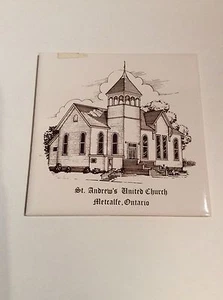 St. Andrew's United Church
Metcalfe, Ontario